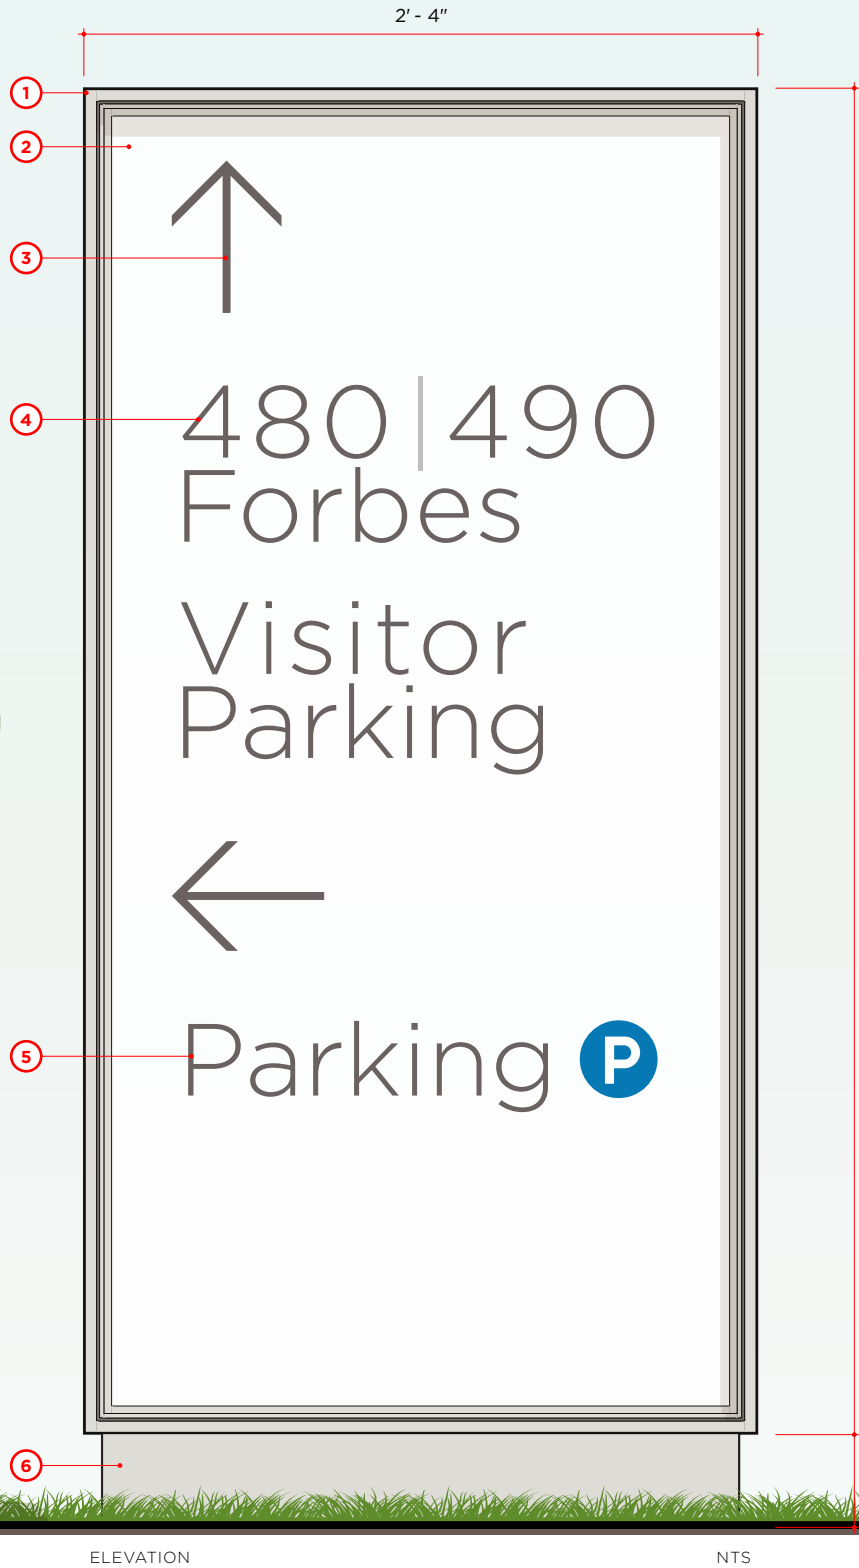 2' - 4"
1
2
3
4
480|490
Forbes
Visitor
Parking
5
Parking P
6
ELEVATION NTS